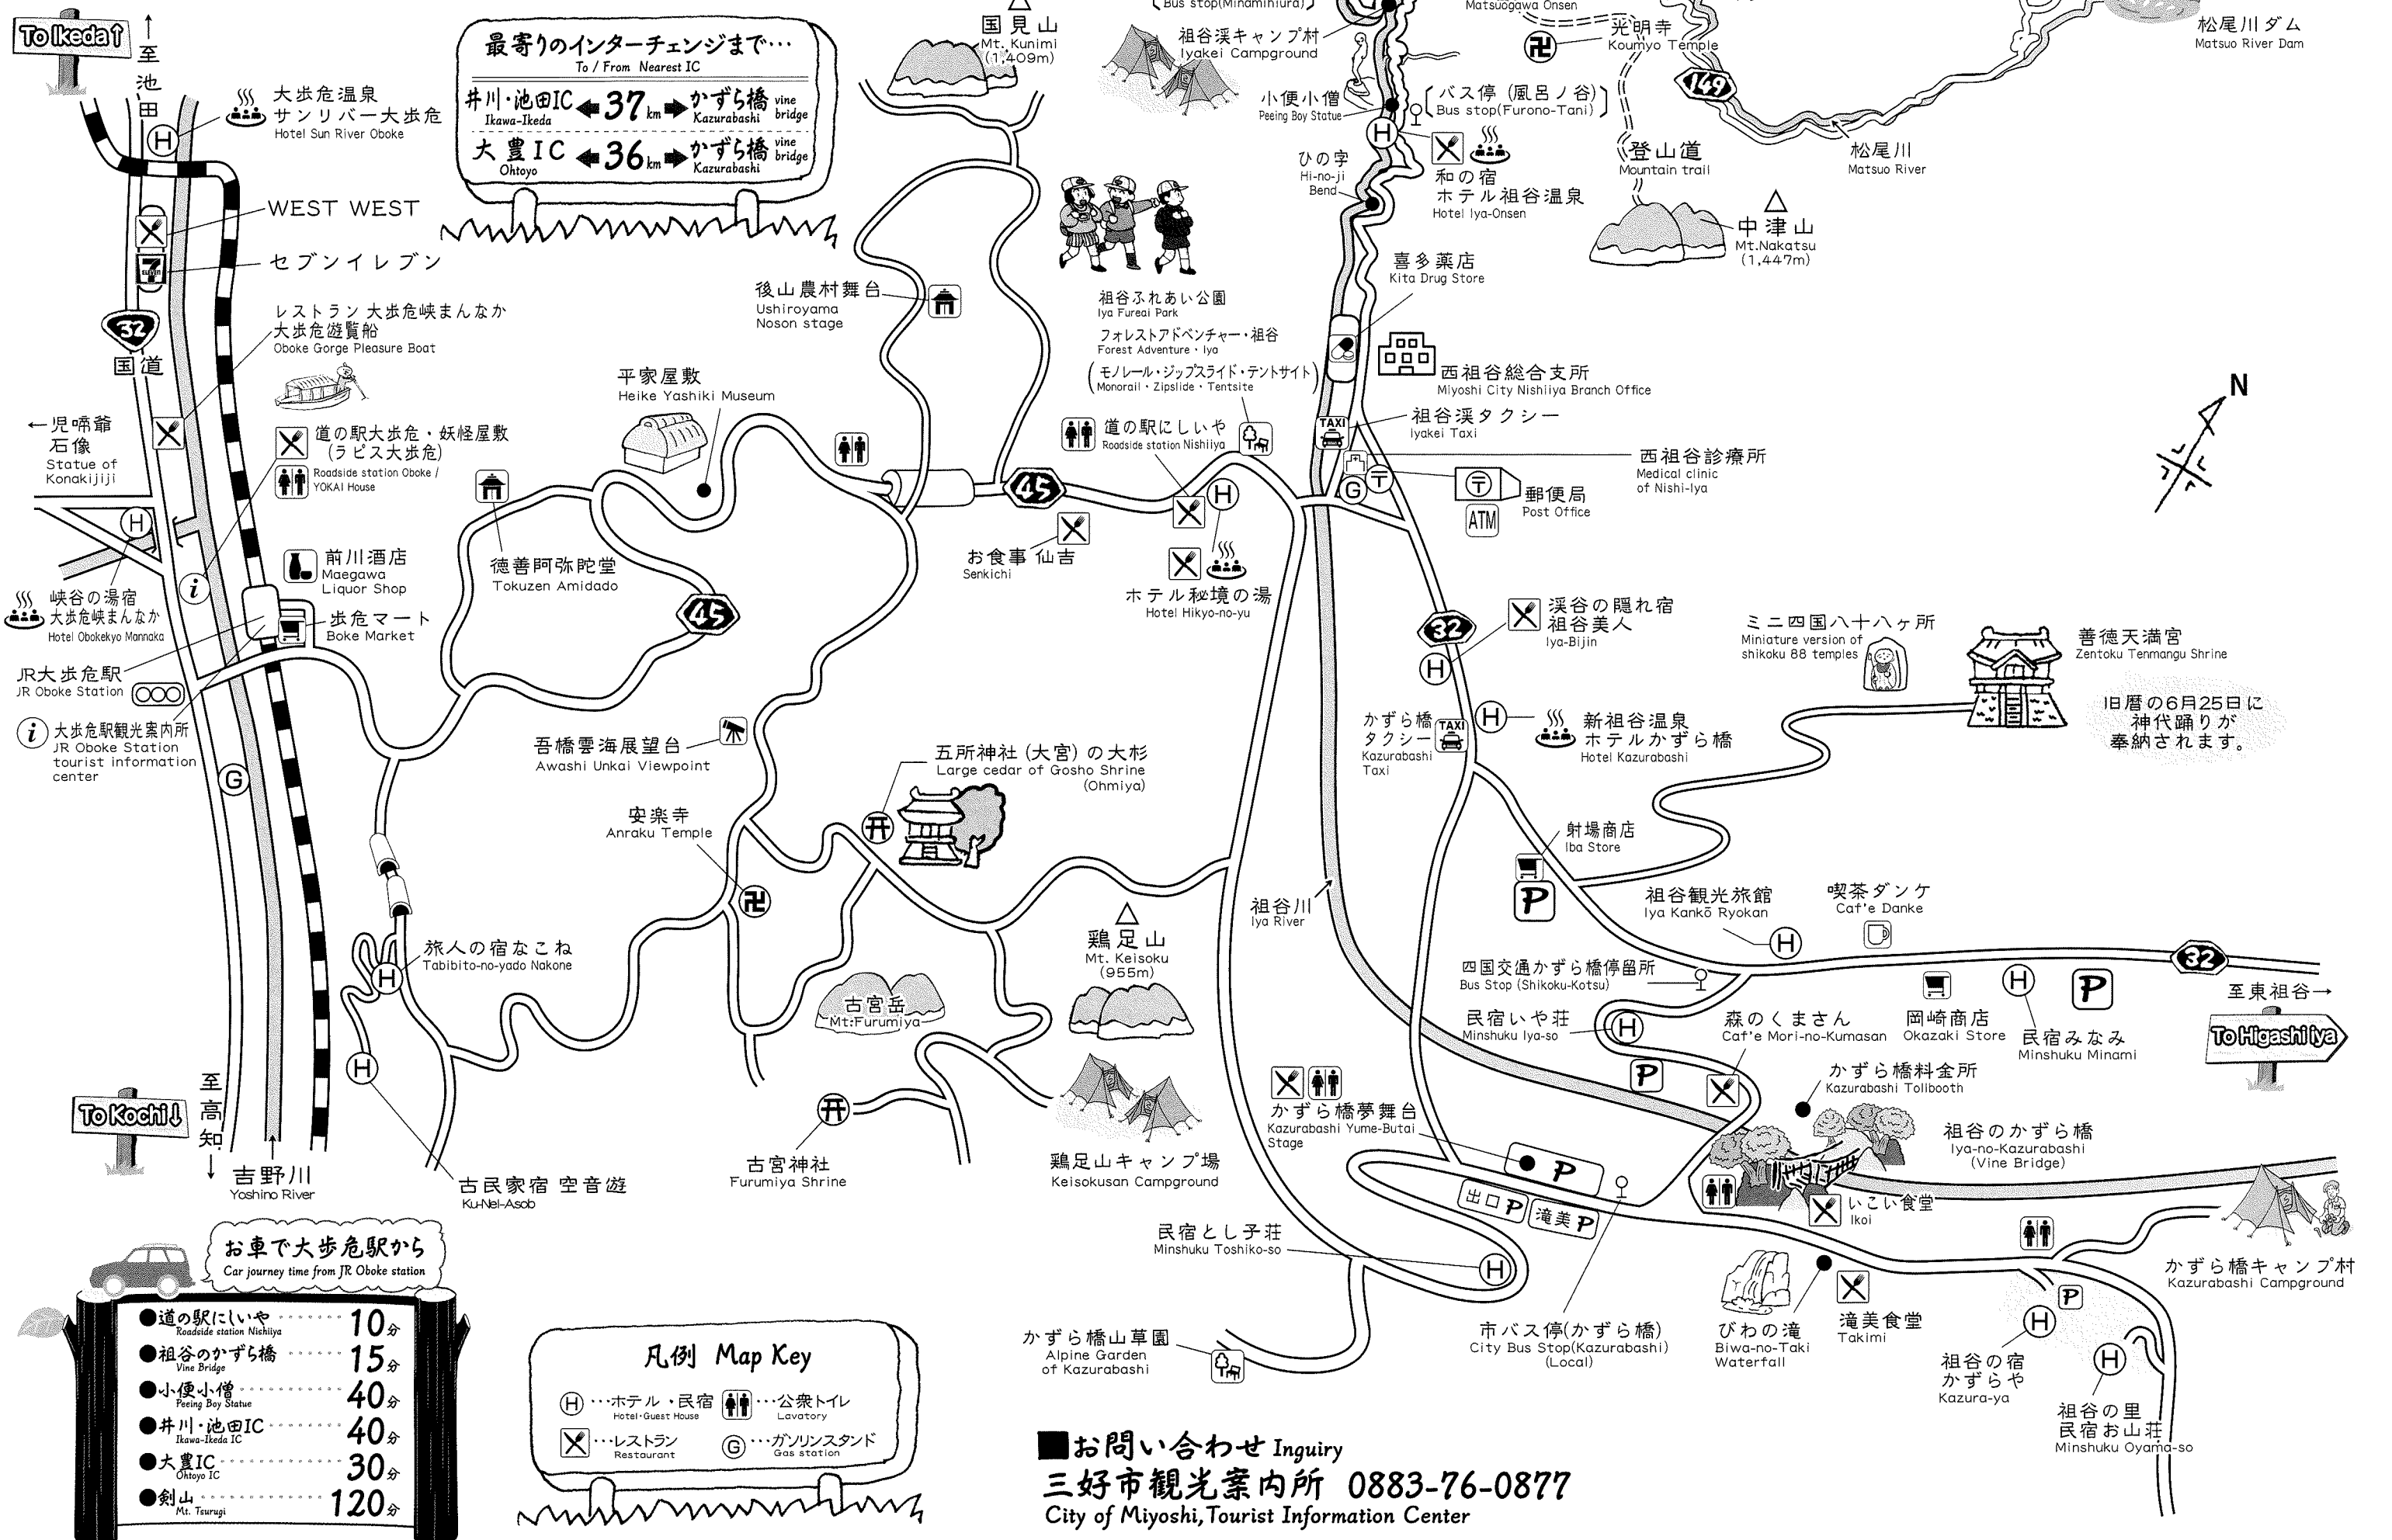 To Ikeda↑
↑
至池田
大歩危温泉
サンリバー大歩危
Hotel Sun River Oboke
H
WEST WEST
セブンイレブン
7
ELEVEN
32
国道
レストラン 大歩危峡まんなか
大歩危遊覧船
Oboke Gorge Pleasure Boat
←児啼爺
石像
Statue of
Konakijiji
道の駅大歩危・妖怪屋敷
(ラピス大歩危)
Roadside station Oboke /
YOKAI House
H
i
峡谷の湯宿
大歩危峡まんなか
Hotel Obokekyo Mannaka
前川酒店
Maegawa
Liquor Shop
歩危マート
Boke Market
JR大歩危駅
JR Oboke Station
i
大歩危駅観光案内所
JR Oboke Station
tourist information
center
G
To Kochi↓
至高知
↓
吉野川
Yoshino River
最寄りのインターチェンジまで…
To / From Nearest IC
井川・池田IC ⬅37km➡ かずら橋 vine bridge
Ikawa-Ikeda Kazurabashi
大豊IC ⬅36km➡ かずら橋 vine bridge
Ohtoyo Kazurabashi
国見山
Mt. Kunimi
(1,409m)
後山農村舞台
Ushiroyama
Noson stage
平家屋敷
Heike Yashiki Museum
徳善阿弥陀堂
Tokuzen Amidado
45
45
吾橋雲海展望台
Awashi Unkai Viewpoint
五所神社 (大宮) の大杉
Large cedar of Gosho Shrine
(Ohmiya)
安楽寺
Anraku Temple
旅人の宿なこね
Tabibito-no-yado Nakone
H
H
古民家宿 空音遊
Ku-Nel-Asob
古宮岳
Mt.Furumiya
古宮神社
Furumiya Shrine
鶏足山
Mt. Keisoku
(955m)
鶏足山キャンプ場
Keisokusan Campground
Bus stop(Minamihiura)
祖谷渓キャンプ村
Iyakei Campground
小便小僧
Peeing Boy Statue
バス停 (風呂ノ谷)
Bus stop(Furono-Tani)
H
ひの字
Hi-no-ji
Bend
和の宿
ホテル祖谷温泉
Hotel Iya-Onsen
Matsuogawa Onsen
光明寺
Koumyo Temple
登山道
Mountain trail
149
松尾川
Matsuo River
松尾川ダム
Matsuo River Dam
中津山
Mt.Nakatsu
(1,447m)
N
喜多薬店
Kita Drug Store
西祖谷総合支所
Miyoshi City Nishiiya Branch Office
祖谷ふれあい公園
Iya Fureai Park
フォレストアドベンチャー・祖谷
Forest Adventure・Iya
(モノレール・ジップスライド・テントサイト)
Monorail・Zipslide・Tentsite
道の駅にしいや
Roadside station Nishiiya
H
お食事 仙吉
Senkichi
ホテル秘境の湯
Hotel Hikyo-no-yu
TAXI
祖谷渓タクシー
Iyakei Taxi
西祖谷診療所
Medical clinic
of Nishi-Iya
G
〒
〒
郵便局
Post Office
ATM
32
渓谷の隠れ宿
祖谷美人
Iya-Bijin
H
かずら橋
タクシー
Kazurabashi
Taxi
TAXI
H
新祖谷温泉
ホテルかずら橋
Hotel Kazurabashi
ミニ四国八十八ヶ所
Miniature version of
shikoku 88 temples
善徳天満宮
Zentoku Tenmangu Shrine
旧暦の6月25日に
神代踊りが
奉納されます。
射場商店
Iba Store
P
祖谷川
Iya River
祖谷観光旅館
Iya Kankō Ryokan
H
喫茶ダンケ
Caf'e Danke
32
四国交通かずら橋停留所
Bus Stop (Shikoku-Kotsu)
民宿いや荘
Minshuku Iya-so
H
P
森のくまさん
Caf'e Mori-no-Kumasan
岡崎商店
Okazaki Store
H
民宿みなみ
Minshuku Minami
P
至東祖谷→
To Higashi Iya
かずら橋料金所
Kazurabashi Tollbooth
祖谷のかずら橋
Iya-no-Kazurabashi
(Vine Bridge)
かずら橋夢舞台
Kazurabashi Yume-Butai
Stage
P
出口P
滝美P
いこい食堂
Ikoi
民宿とし子荘
Minshuku Toshiko-so
H
かずら橋山草園
Alpine Garden
of Kazurabashi
市バス停(かずら橋)
City Bus Stop(Kazurabashi)
(Local)
びわの滝
Biwa-no-Taki
Waterfall
滝美食堂
Takimi
かずら橋キャンプ村
Kazurabashi Campground
P
H
祖谷の宿
かずらや
Kazura-ya
H
祖谷の里
民宿お山荘
Minshuku Oyama-so
お車で大歩危駅から
Car journey time from JR Oboke station
●道の駅にしいや 10分
Roadside station Nishiiya
●祖谷のかずら橋 15分
Vine Bridge
●小便小僧 40分
Peeing Boy Statue
●井川・池田IC 40分
Ikawa-Ikeda IC
●大豊IC 30分
Ohtoyo IC
●剣山 120分
Mt. Tsurugi
凡例 Map Key
H…ホテル・民宿
Hotel・Guest House
…公衆トイレ
Lavatory
…レストラン
Restaurant
G…ガソリンスタンド
Gas station
■お問い合わせ Inguiry
三好市観光案内所 0883-76-0877
City of Miyoshi,Tourist Information Center